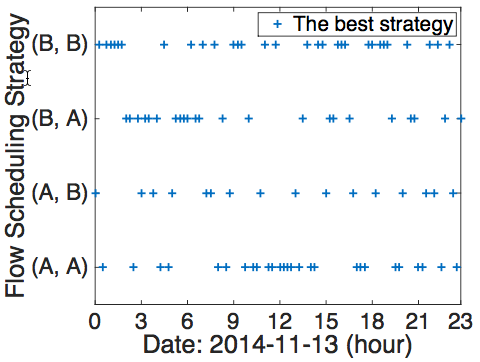 The best strategy
Flow Scheduling Strategy
(B, B)
(B, A)
(A, B)
(A, A)
0 3 6 9 12 15 18 21 23
Date: 2014-11-13 (hour)